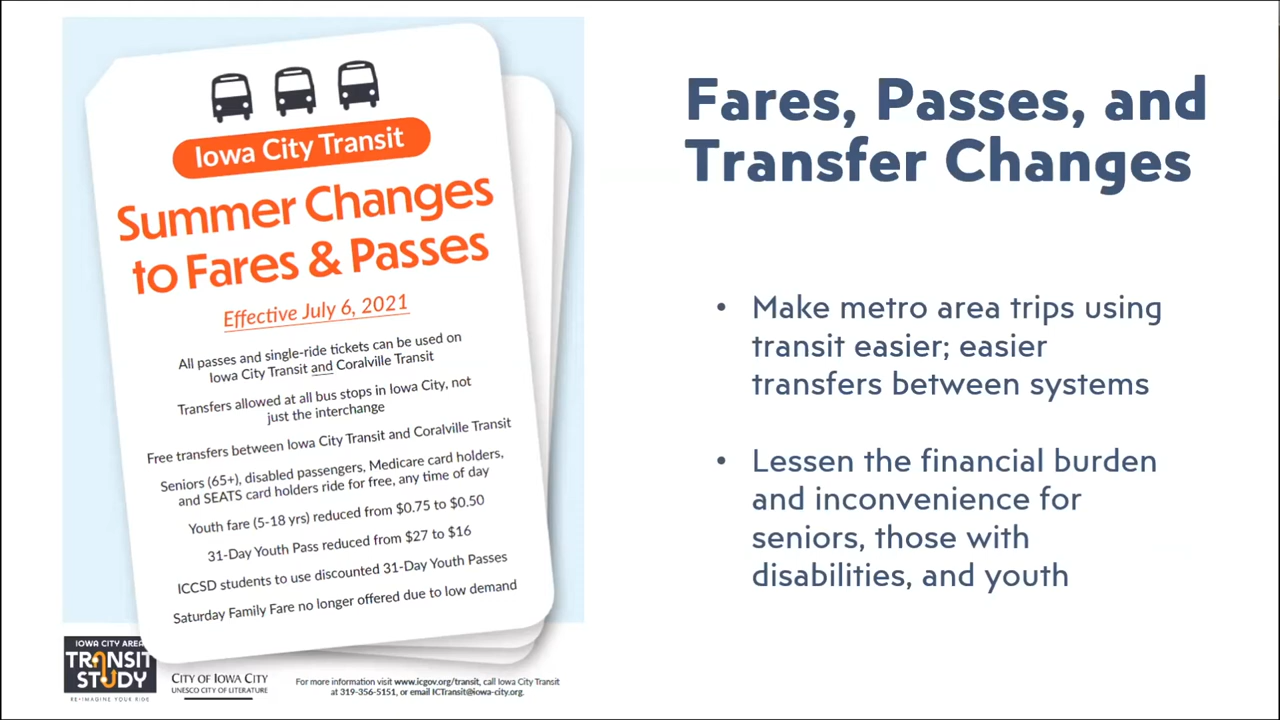 Iowa City Transit
Summer Changes
to Fares & Passes
Effective July 6, 2021
All passes and single-ride tickets can be used on
Iowa City Transit and Coralville Transit
Transfers allowed at all bus stops in Iowa City, not
just the interchange
Free transfers between Iowa City Transit and Coralville Transit
Seniors (65+), disabled passengers, Medicare card holders,
and SEATS card holders ride for free, any time of day
Youth fare (5-18 yrs) reduced from $0.75 to $0.50
31-Day Youth Pass reduced from $27 to $16
ICCSD students to use discounted 31-Day Youth Passes
Saturday Family Fare no longer offered due to low demand
IOWA CITY AREA
TRANSIT
STUDY
RE-IMAGINE YOUR RIDE
CITY OF IOWA CITY
UNESCO CITY OF LITERATURE
For more information visit www.icgov.org/transit, call Iowa City Transit
at 319-356-5151, or email ICTransit@iowa-city.org.
Fares, Passes, and
Transfer Changes
• Make metro area trips using
transit easier; easier
transfers between systems
• Lessen the financial burden
and inconvenience for
seniors, those with
disabilities, and youth